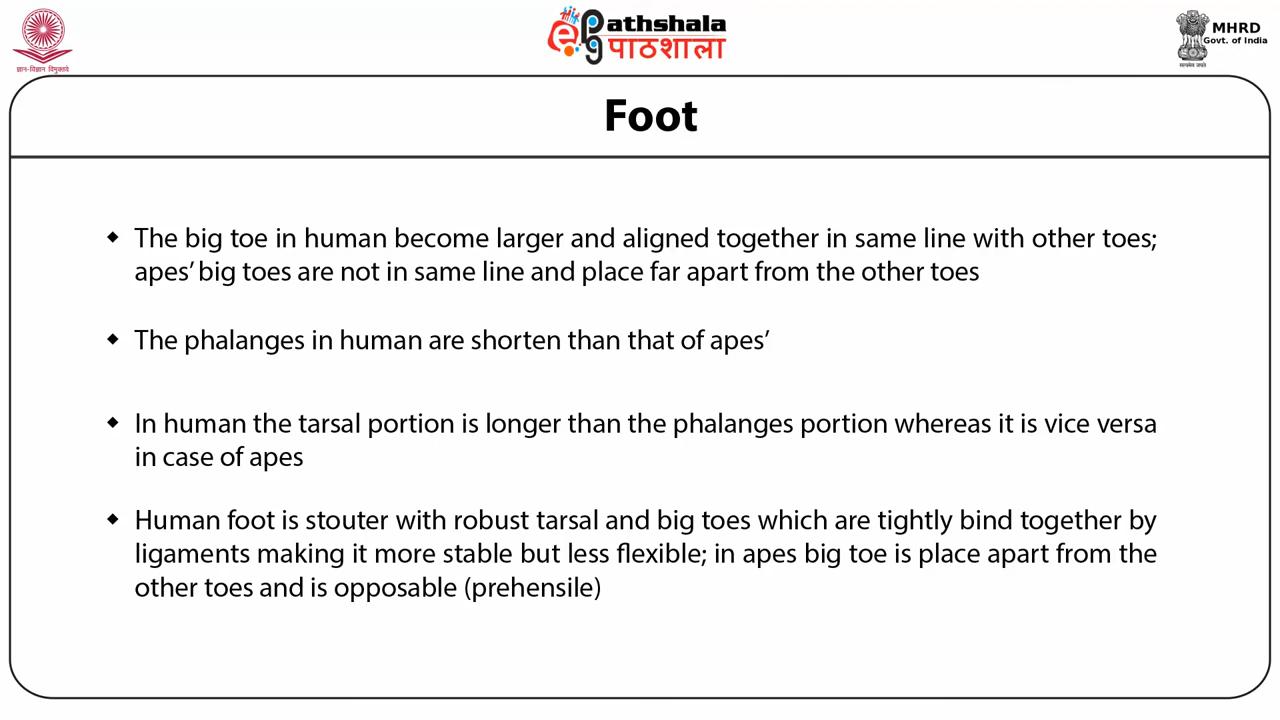 ज्ञान-विज्ञान विमुक्तये
Pathshala
पाठशाला
MHRD
Govt. of India
सत्यमेव जयते
Foot
The big toe in human become larger and aligned together in same line with other toes;
apes’ big toes are not in same line and place far apart from the other toes
The phalanges in human are shorten than that of apes’
In human the tarsal portion is longer than the phalanges portion whereas it is vice versa
in case of apes
Human foot is stouter with robust tarsal and big toes which are tightly bind together by
ligaments making it more stable but less flexible; in apes big toe is place apart from the
other toes and is opposable (prehensile)